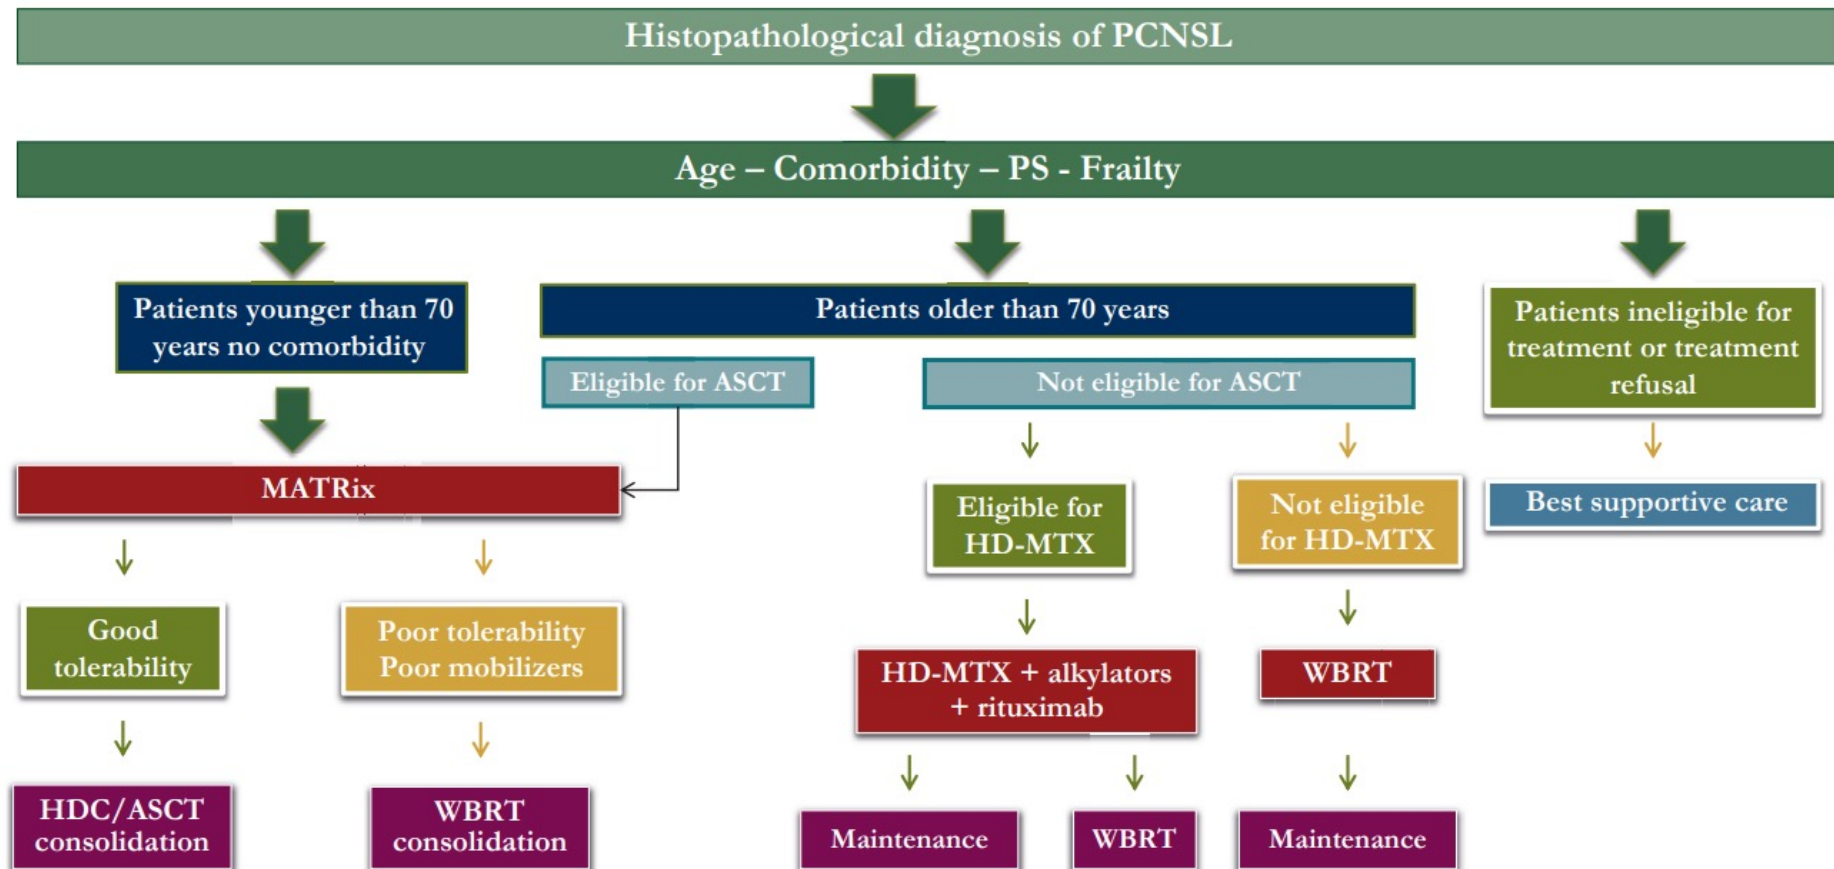 Histopathological diagnosis of PCNSL
Age – Comorbidity – PS - Frailty
Patients younger than 70
years no comorbidity
Patients older than 70 years
Patients ineligible for
treatment or treatment
refusal
Eligible for ASCT
Not eligible for ASCT
MATRix
Eligible for
HD-MTX
Not eligible
for HD-MTX
Best supportive care
Good
tolerability
Poor tolerability
Poor mobilizers
HD-MTX + alkylators
+ rituximab
WBRT
HDC/ASCT
consolidation
WBRT
consolidation
Maintenance
WBRT
Maintenance